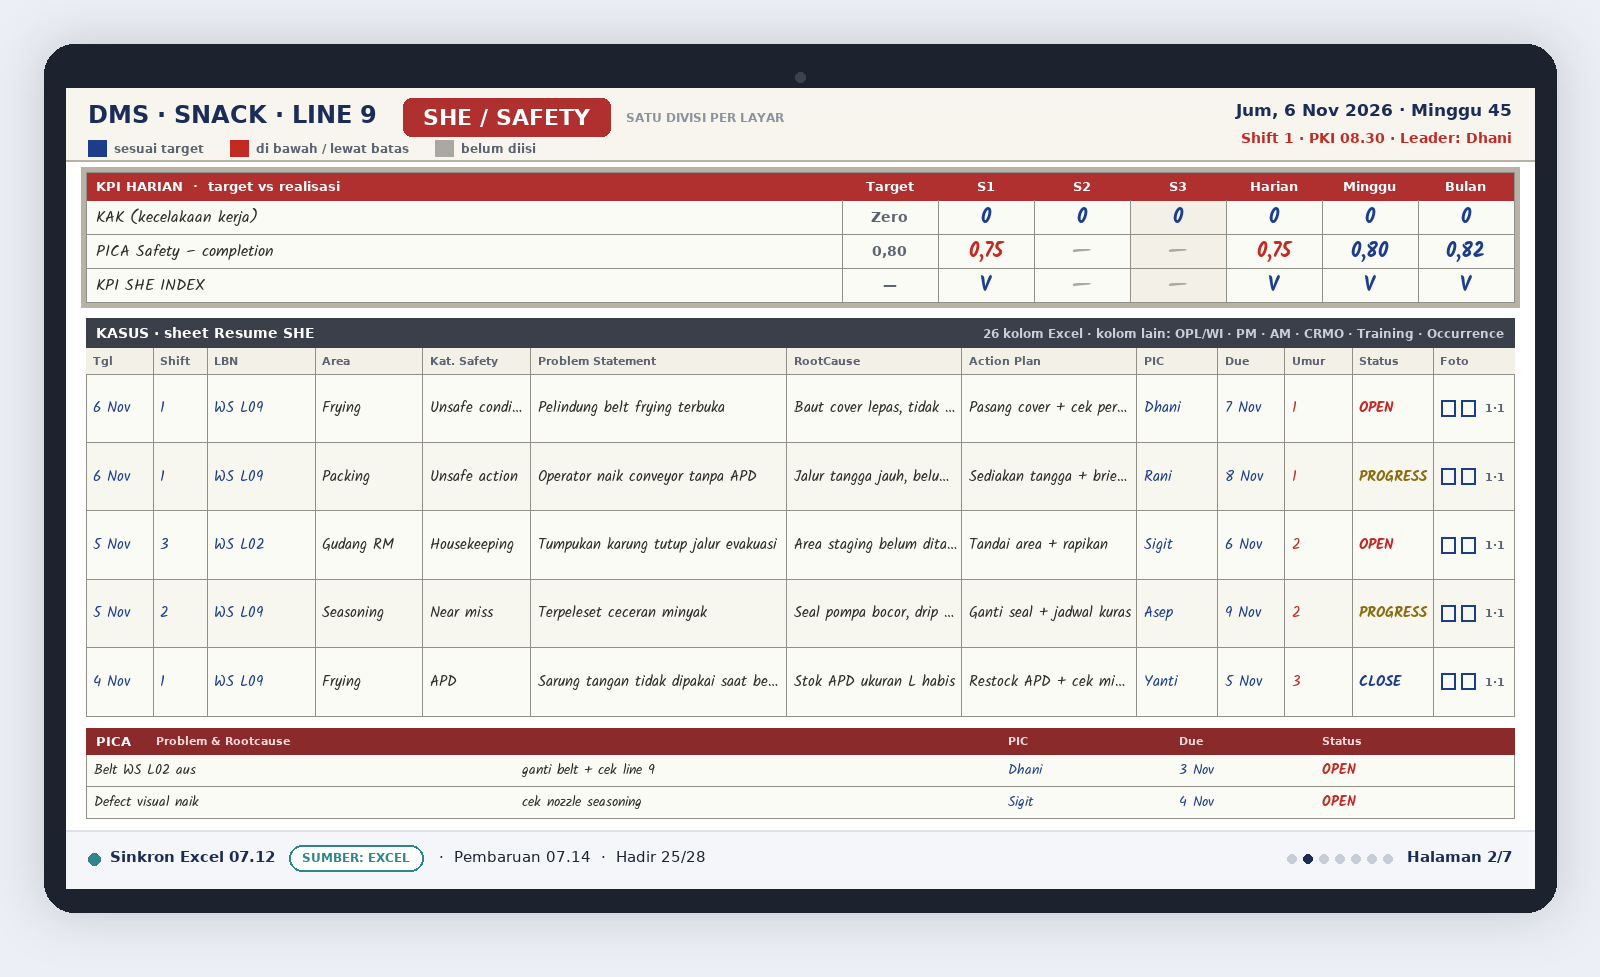 DMS · SNACK · LINE 9 SHE / SAFETY SATU DIVISI PER LAYAR Jum, 6 Nov 2026 · Minggu 45
sesuai target di bawah / lewat batas belum diisi Shift 1 · PKI 08.30 · Leader: Dhani
KPI HARIAN · target vs realisasi Target S1 S2 S3 Harian Minggu Bulan
KAK (kecelakaan kerja) Zero 0 0 0 0 0 0
PICA Safety – completion 0,80 0,75 — — 0,75 0,80 0,82
KPI SHE INDEX — V — — V V V
KASUS · sheet Resume SHE 26 kolom Excel · kolom lain: OPL/WI · PM · AM · CRMO · Training · Occurrence
Tgl Shift LBN Area Kat. Safety Problem Statement RootCause Action Plan PIC Due Umur Status Foto
6 Nov 1 WS L09 Frying Unsafe condi... Pelindung belt frying terbuka Baut cover lepas, tidak ... Pasang cover + cek per... Dhani 7 Nov 1 OPEN 1·1
6 Nov 1 WS L09 Packing Unsafe action Operator naik conveyor tanpa APD Jalur tangga jauh, belu... Sediakan tangga + brie... Rani 8 Nov 1 PROGRESS 1·1
5 Nov 3 WS L02 Gudang RM Housekeeping Tumpukan karung tutup jalur evakuasi Area staging belum dita... Tandai area + rapikan Sigit 6 Nov 2 OPEN 1·1
5 Nov 2 WS L09 Seasoning Near miss Terpeleset ceceran minyak Seal pompa bocor, drip ... Ganti seal + jadwal kuras Asep 9 Nov 2 PROGRESS 1·1
4 Nov 1 WS L09 Frying APD Sarung tangan tidak dipakai saat be... Stok APD ukuran L habis Restock APD + cek mi... Yanti 5 Nov 3 CLOSE 1·1
PICA Problem & Rootcause PIC Due Status
Belt WS L02 aus ganti belt + cek line 9 Dhani 3 Nov OPEN
Defect visual naik cek nozzle seasoning Sigit 4 Nov OPEN
Sinkron Excel 07.12 SUMBER: EXCEL · Pembaruan 07.14 · Hadir 25/28 Halaman 2/7